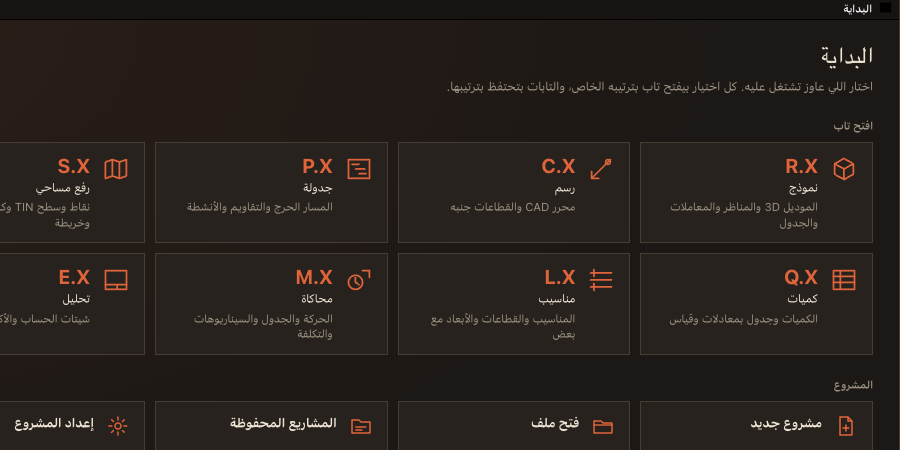 البداية
البداية
اختار اللي عاوز تشتغل عليه. كل اختيار بيفتح تاب بترتيبه الخاص، والتابات بتحتفظ بترتيبها.
افتح تاب
R.X
نموذج
الموديل 3D والمناظر والمعاملات
والجدول
C.X
رسم
محرر CAD والقطاعات جنبه
P.X
جدولة
المسار الحرج والتقاويم والأنشطة
S.X
رفع مساحي
نقاط وسطح TIN
وخريطة
Q.X
كميات
الكميات وجدول بمعادلات وقياس
L.X
مناسيب
المناسيب والقطاعات والأبعاد مع
بعض
M.X
محاكاة
الحركة والجدول والسيناريوهات
والتكلفة
E.X
تحليل
شيتات الحساب
المشروع
مشروع جديد
فتح ملف
المشاريع المحفوظة
إعداد المشروع